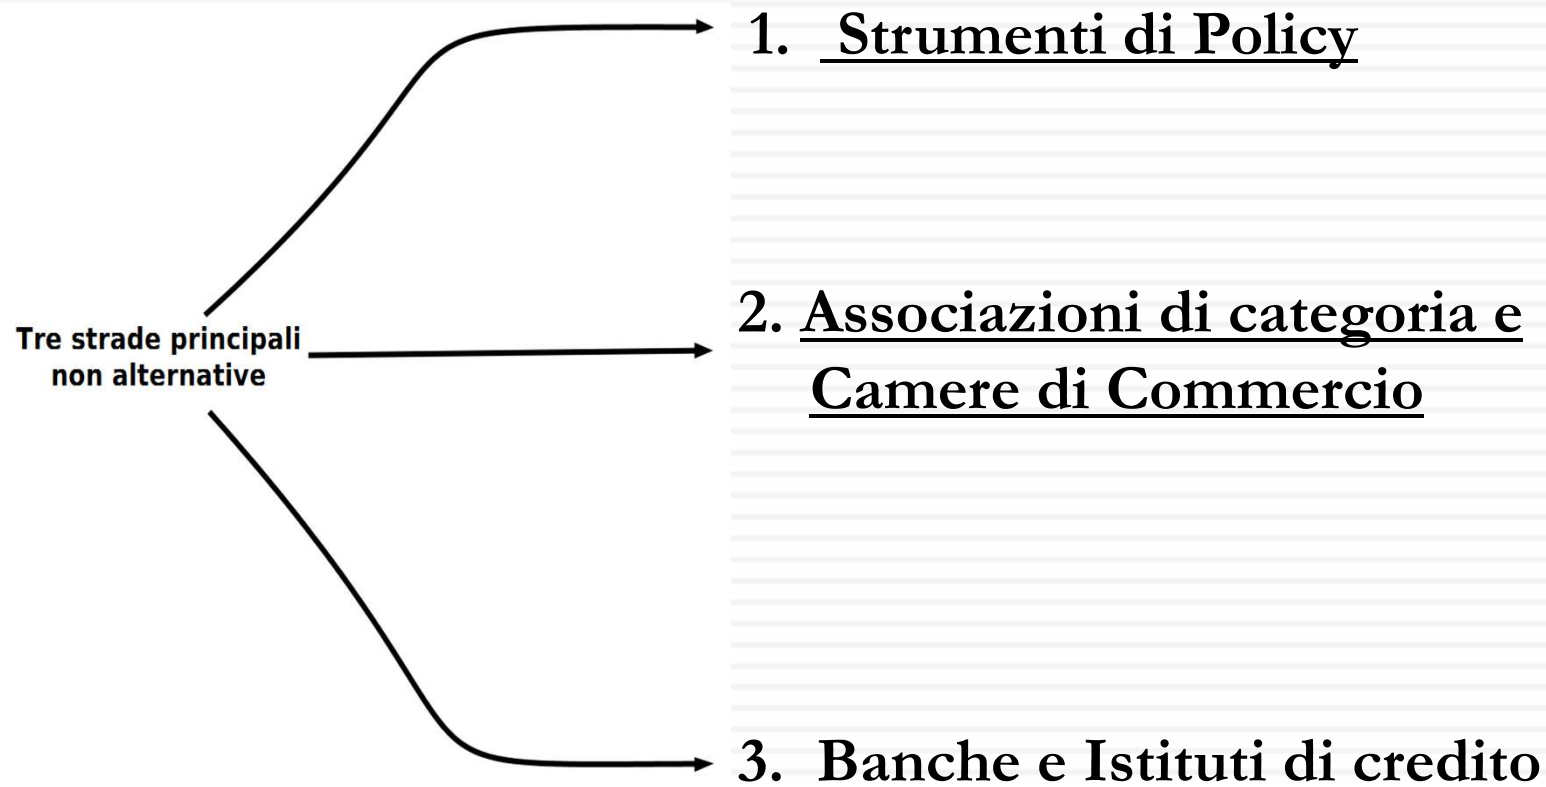 1. Strumenti di Policy
Tre strade principali
non alternative
2. Associazioni di categoria e
Camere di Commercio
3. Banche e Istituti di credito